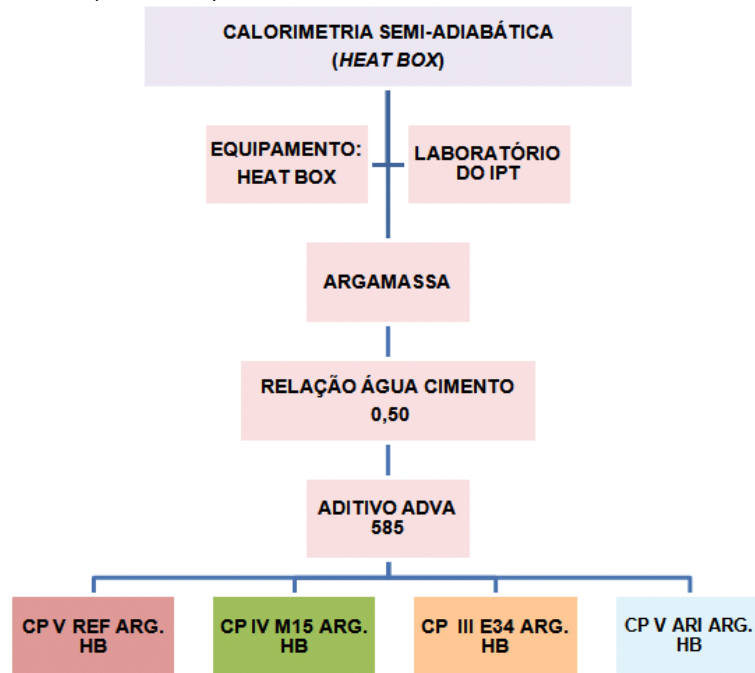 CALORIMETRIA SEMI-ADIABÁTICA
(HEAT BOX)
EQUIPAMENTO:
HEAT BOX
LABORATÓRIO
DO IPT
ARGAMASSA
RELAÇÃO ÁGUA CIMENTO
0,50
ADITIVO ADVA
585
CP V REF ARG.
HB
CP IV M15 ARG.
HB
CP III E34 ARG.
HB
CP V ARI ARG.
HB